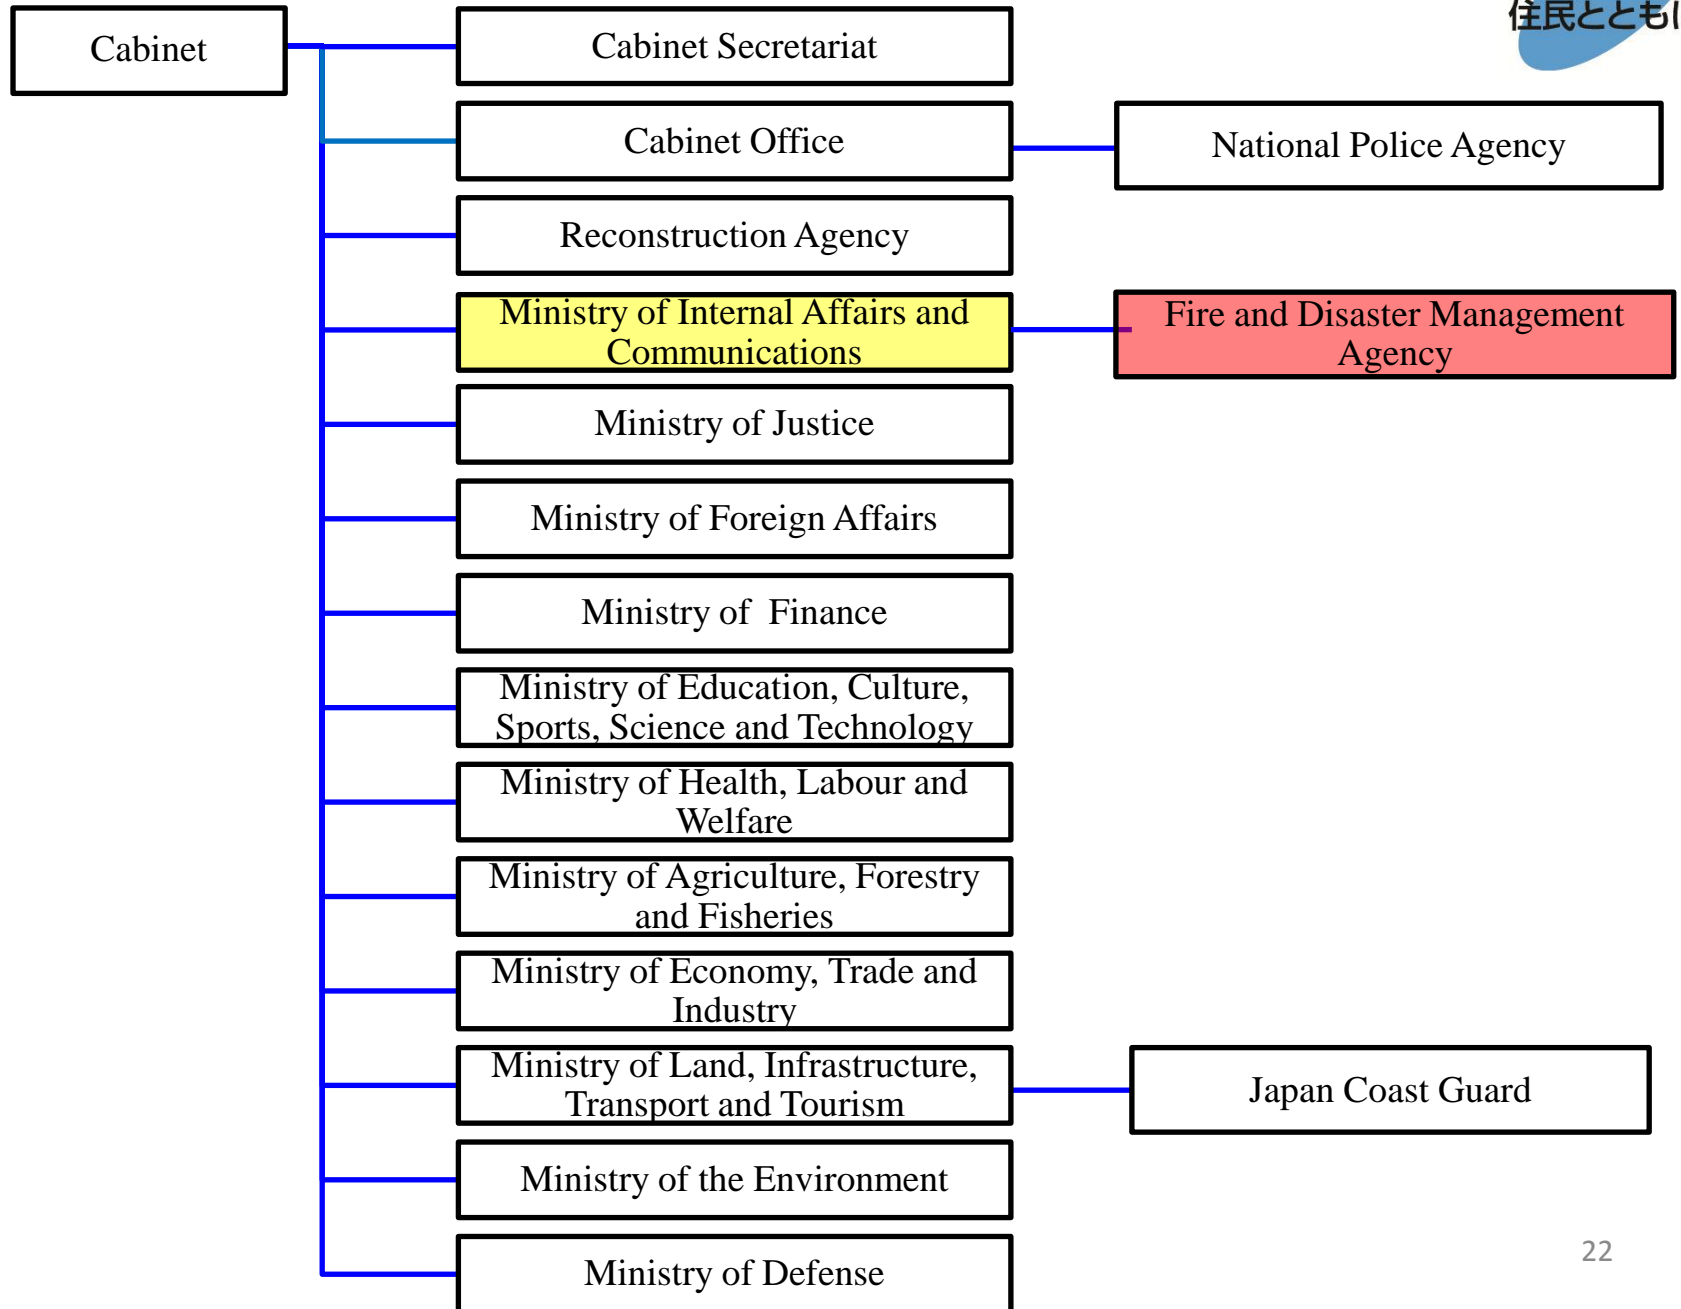 住民とともに
Cabinet
Cabinet Secretariat
Cabinet Office
National Police Agency
Reconstruction Agency
Ministry of Internal Affairs and
Communications
Fire and Disaster Management
Agency
Ministry of Justice
Ministry of Foreign Affairs
Ministry of Finance
Ministry of Education, Culture,
Sports, Science and Technology
Ministry of Health, Labour and
Welfare
Ministry of Agriculture, Forestry
and Fisheries
Ministry of Economy, Trade and
Industry
Ministry of Land, Infrastructure,
Transport and Tourism
Japan Coast Guard
Ministry of the Environment
Ministry of Defense
22